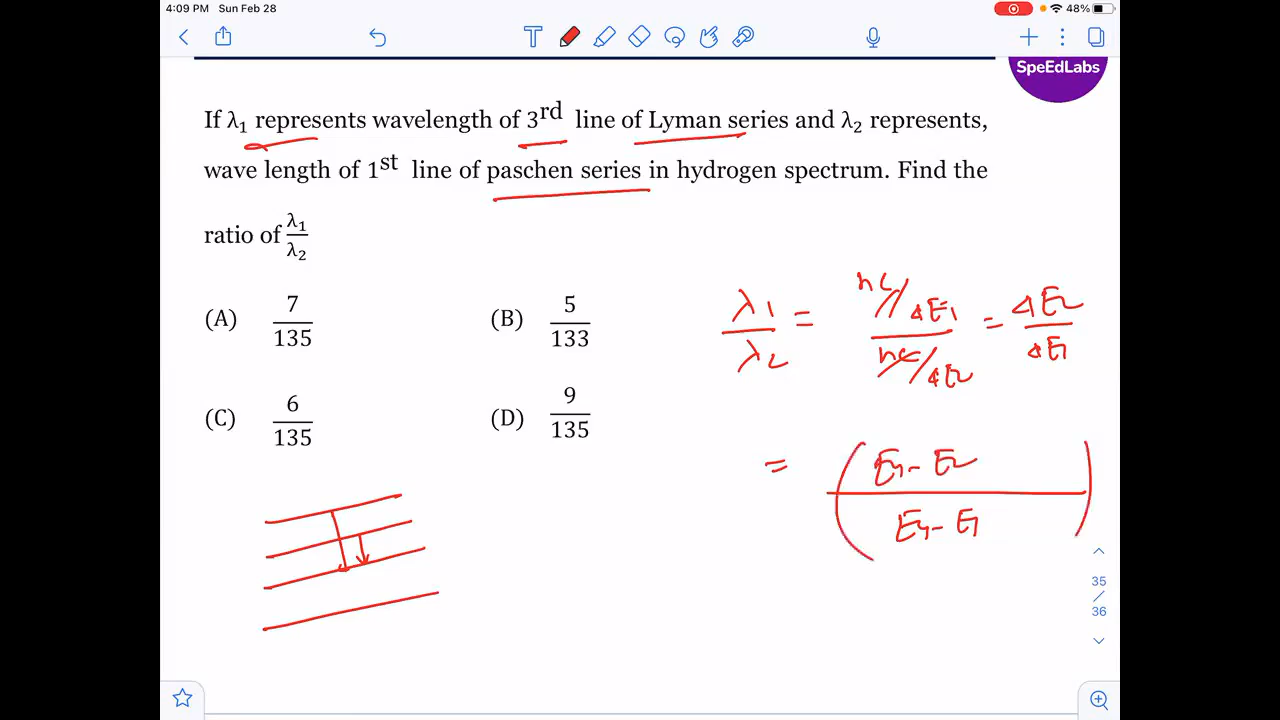 4:09 PM Sun Feb 28
48%
SpeEdLabs
If λ₁ represents wavelength of 3rd line of Lyman series and λ₂ represents,
wave length of 1st line of paschen series in hydrogen spectrum. Find the
ratio of λ₁/λ₂
(A) 7/135 (B) 5/133
(C) 6/135 (D) 9/135
λ1/λ2 = (hc/ΔE1)/(hc/ΔE2) = ΔE2/ΔE1
= (E4 - E2 / E4 - E1)
35
/
36